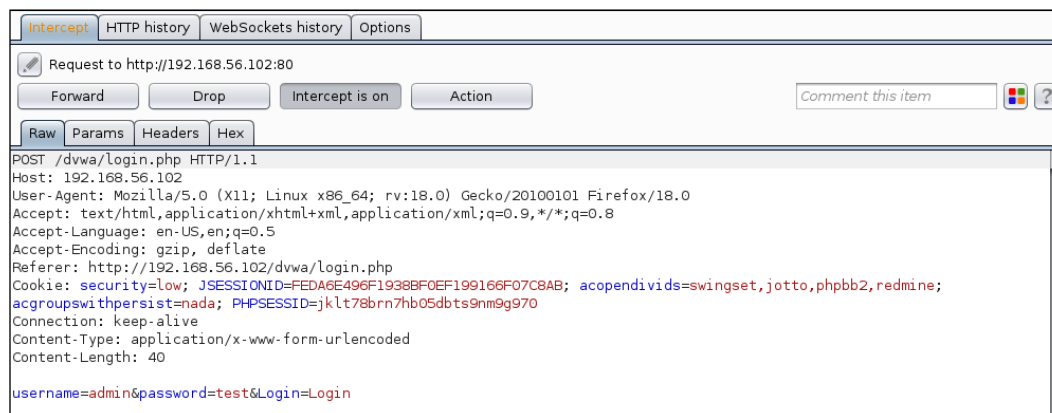 Intercept HTTP history WebSockets history Options
Request to http://192.168.56.102:80
Forward Drop Intercept is on Action Comment this item ?
Raw Params Headers Hex
POST /dvwa/login.php HTTP/1.1
Host: 192.168.56.102
User-Agent: Mozilla/5.0 (X11; Linux x86_64; rv:18.0) Gecko/20100101 Firefox/18.0
Accept: text/html,application/xhtml+xml,application/xml;q=0.9,*/*;q=0.8
Accept-Language: en-US,en;q=0.5
Accept-Encoding: gzip, deflate
Referer: http://192.168.56.102/dvwa/login.php
Cookie: security=low; JSESSIONID=FEDA6E496F1938BF0EF199166F07C8AB; acopendivids=swingset,jotto,phpbb2,redmine;
acgroupswithpersist=nada; PHPSESSID=jklt78brn7hb05dbts9nm9g970
Connection: keep-alive
Content-Type: application/x-www-form-urlencoded
Content-Length: 40
username=admin&password=test&Login=Login